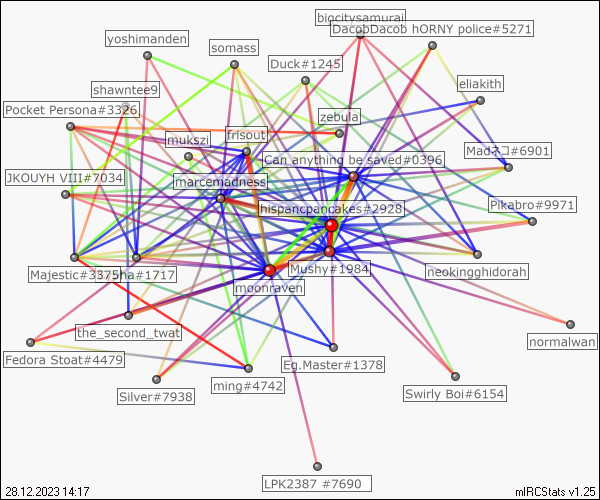 bigcitysamurai
DacobDacob hORNY police#5271
yoshimanden
somass
Duck#1245
eliakith
shawntee9
Pocket Persona#3326
zebula
mukszi
frisout
Madネコ#6901
Can anything be saved#0396
JKOUYH VIII#7034
marcemadness
hispancpancakes#2928
Pikabro#9971
Majestic#3375
ha#1717
Mushy#1984
neokingghidorah
moonraven
the_second_twat
normalwan
Fedora Stoat#4479
Eg.Master#1378
ming#4742
Silver#7938
Swirly Boi#6154
LPK2387 #7690
28.12.2023 14:17
mIRCStats v1.25